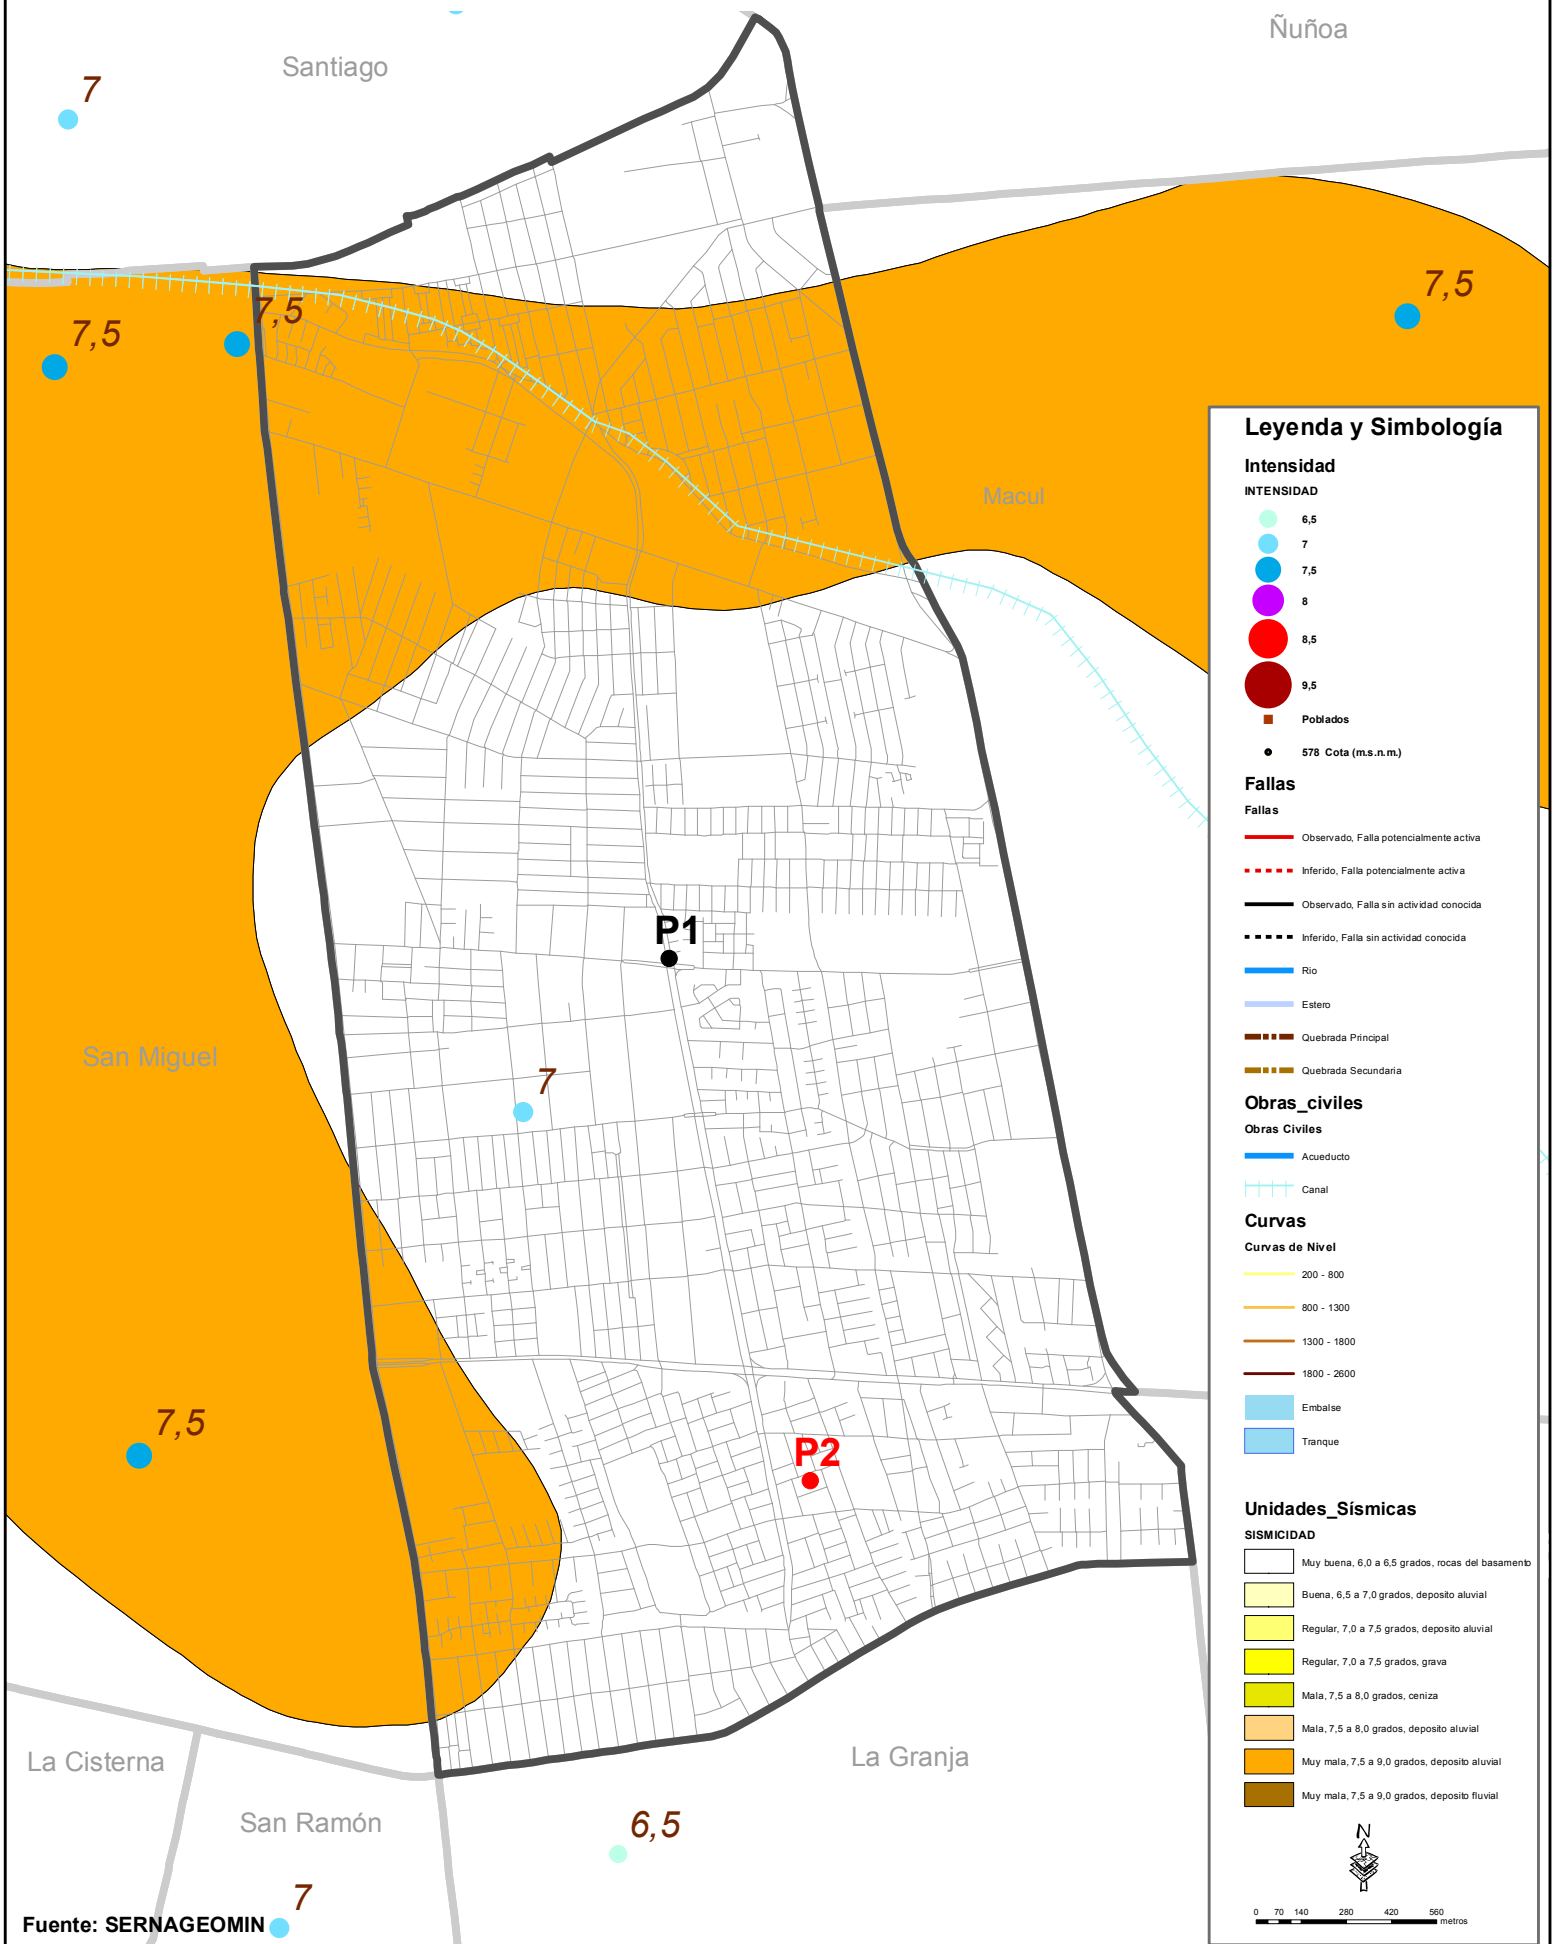 Ñuñoa
Santiago
7
7,5
7,5
7,5
Macul
P1
San Miguel
7
7,5
P2
La Cisterna
La Granja
San Ramón
6,5
7
Fuente: SERNAGEOMIN
Leyenda y Simbología
Intensidad
INTENSIDAD
6,5
7
7,5
8
8,5
9,5
Poblados
578 Cota (m.s.n.m.)
Fallas
Fallas
Observado, Falla potencialmente activa
Inferido, Falla potencialmente activa
Observado, Falla sin actividad conocida
Inferido, Falla sin actividad conocida
Rio
Estero
Quebrada Principal
Quebrada Secundaria
Obras_civiles
Obras Civiles
Acueducto
Canal
Curvas
Curvas de Nivel
200 - 800
800 - 1300
1300 - 1800
1800 - 2600
Embalse
Tranque
Unidades_Sísmicas
SISMICIDAD
Muy buena, 6,0 a 6,5 grados, rocas del basamento
Buena, 6,5 a 7,0 grados, deposito aluvial
Regular, 7,0 a 7,5 grados, deposito aluvial
Regular, 7,0 a 7,5 grados, grava
Mala, 7,5 a 8,0 grados, ceniza
Mala, 7,5 a 8,0 grados, deposito aluvial
Muy mala, 7,5 a 9,0 grados, deposito aluvial
Muy mala, 7,5 a 9,0 grados, deposito fluvial
N
0 70 140 280 420 560
metros